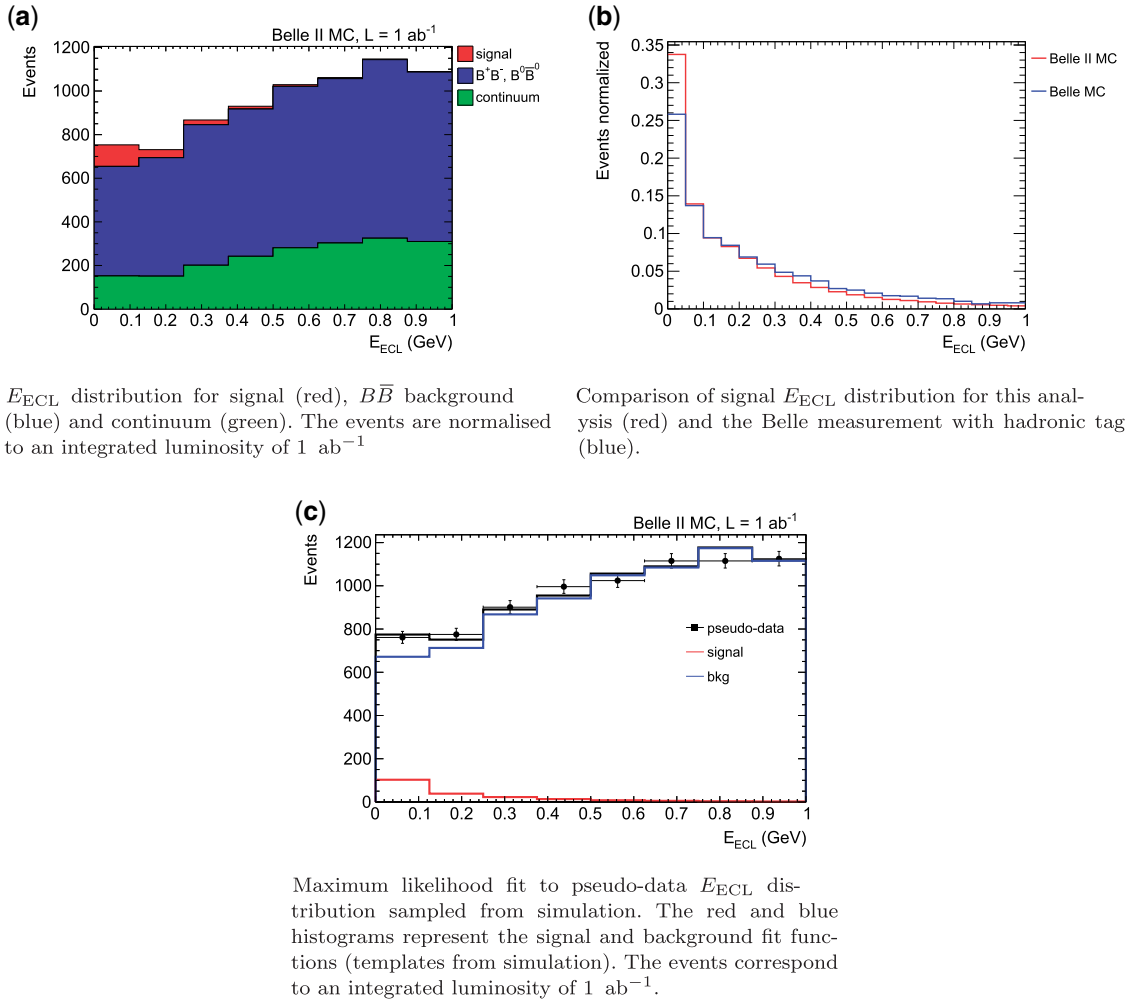 (a)
Belle II MC, L = 1 ab⁻¹
Events
1200
1000
800
600
400
200
0
0 0.1 0.2 0.3 0.4 0.5 0.6 0.7 0.8 0.9 1
E_ECL (GeV)
signal
B⁺B⁻, B⁰B̅⁰
continuum
E_ECL distribution for signal (red), BB̅ background
(blue) and continuum (green). The events are normalised
to an integrated luminosity of 1 ab⁻¹
(b)
Events normalized
0.35
0.3
0.25
0.2
0.15
0.1
0.05
0
0 0.1 0.2 0.3 0.4 0.5 0.6 0.7 0.8 0.9 1
E_ECL (GeV)
Belle II MC
Belle MC
Comparison of signal E_ECL distribution for this anal-
ysis (red) and the Belle measurement with hadronic tag
(blue).
(c)
Belle II MC, L = 1 ab⁻¹
Events
1200
1000
800
600
400
200
0
0 0.1 0.2 0.3 0.4 0.5 0.6 0.7 0.8 0.9 1
E_ECL (GeV)
pseudo-data
signal
bkg
Maximum likelihood fit to pseudo-data E_ECL dis-
tribution sampled from simulation. The red and blue
histograms represent the signal and background fit func-
tions (templates from simulation). The events correspond
to an integrated luminosity of 1 ab⁻¹.